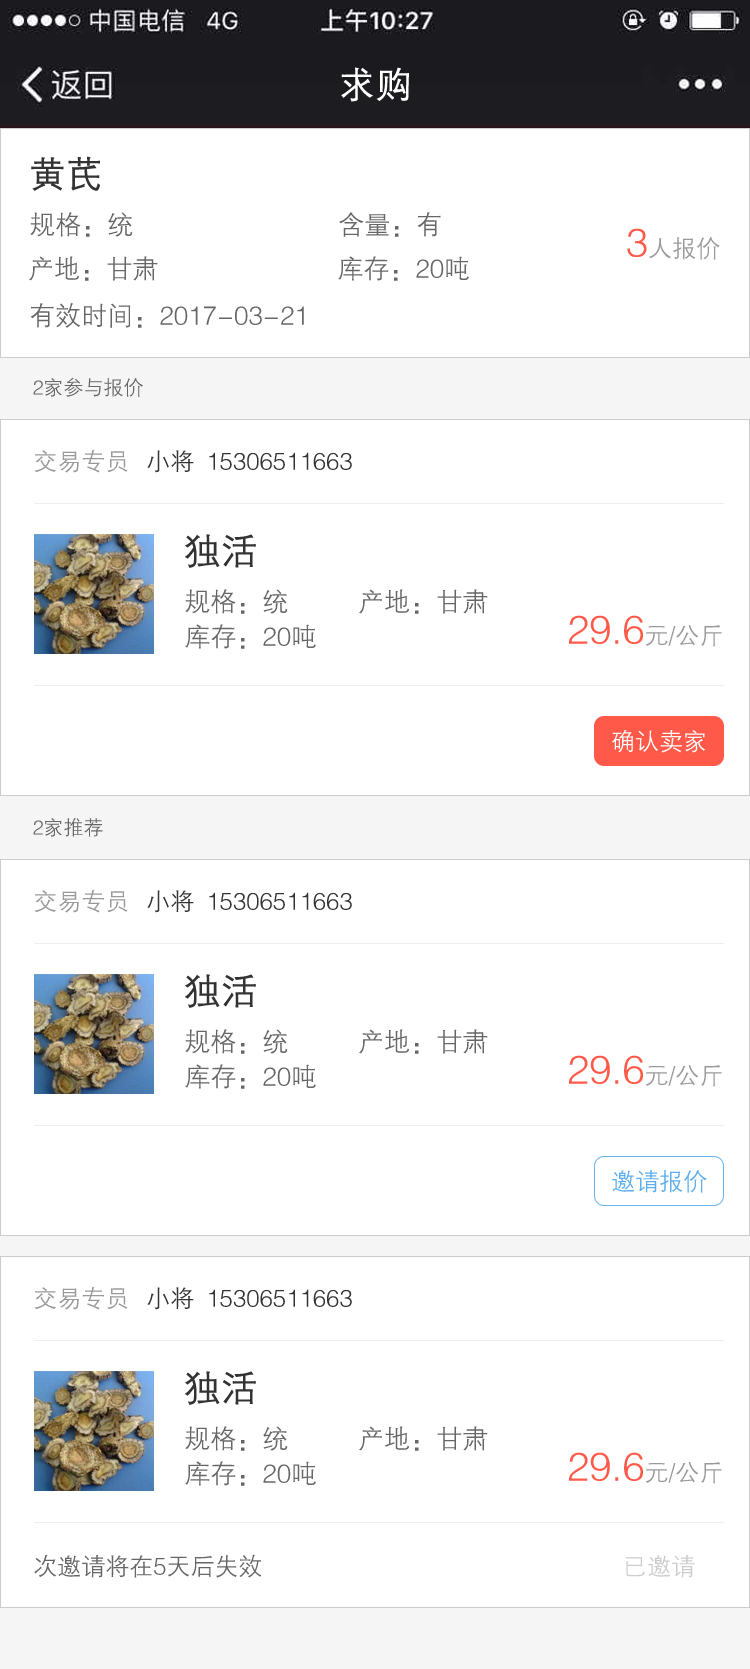 中国电信 4G 上午10:27
返回 求购
黄芪
规格：统 含量：有
3人报价
产地：甘肃 库存：20吨
有效时间：2017-03-21
2家参与报价
交易专员 小将 15306511663
独活
规格：统 产地：甘肃
库存：20吨 29.6元/公斤
确认卖家
2家推荐
交易专员 小将 15306511663
独活
规格：统 产地：甘肃
库存：20吨 29.6元/公斤
邀请报价
交易专员 小将 15306511663
独活
规格：统 产地：甘肃
库存：20吨 29.6元/公斤
次邀请将在5天后失效 已邀请